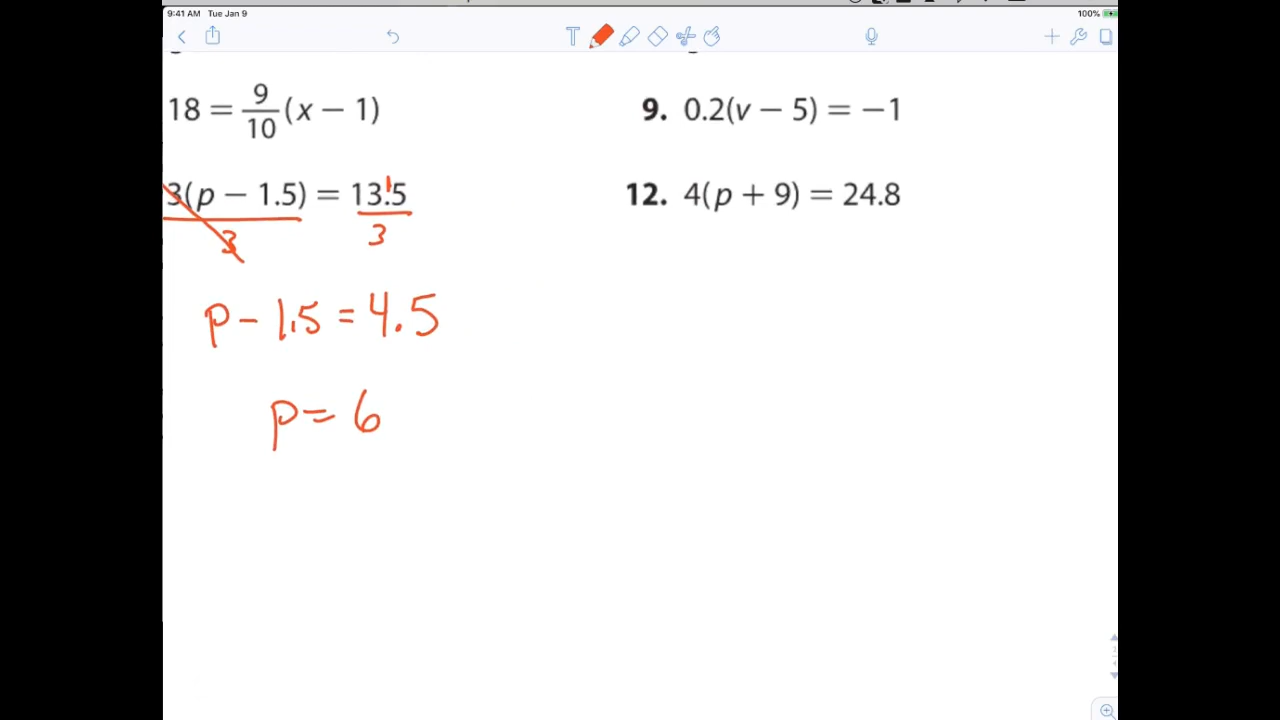 9:41 AM Tue Jan 9
100%
T
18 = 9/10 (x − 1)
9. 0.2(v − 5) = −1
3(p − 1.5) = 13.5
3 3
12. 4(p + 9) = 24.8
p - 1.5 = 4.5
p = 6